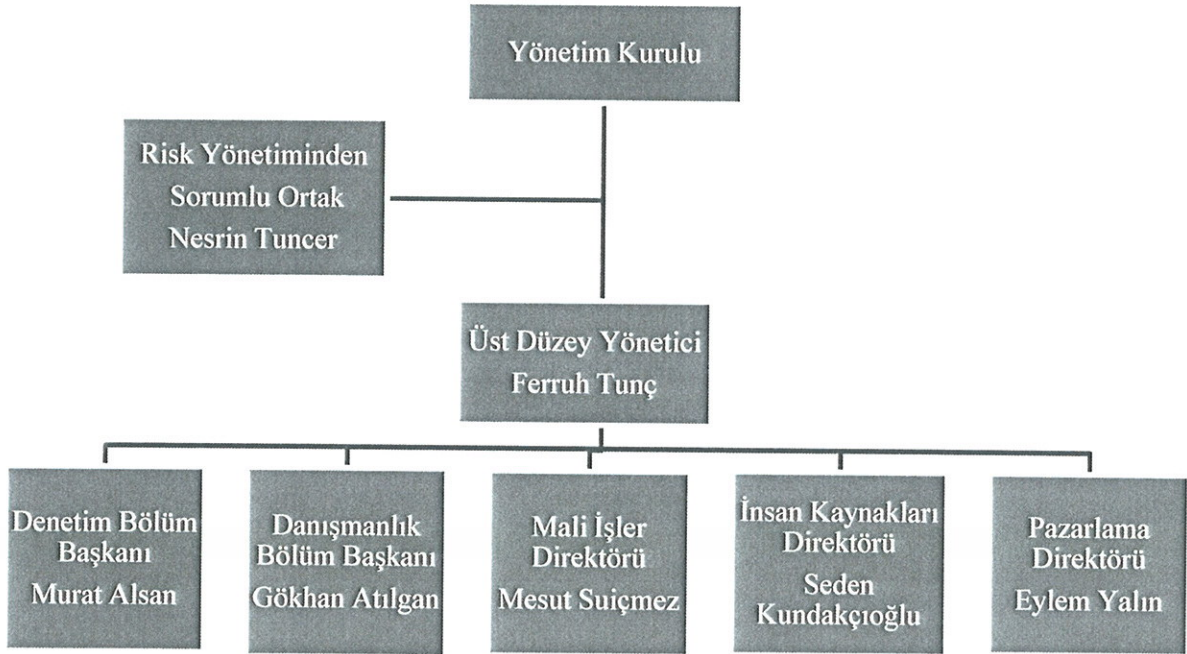 Yönetim Kurulu
Risk Yönetiminden
Sorumlu Ortak
Nesrin Tuncer
Üst Düzey Yönetici
Ferruh Tunç
Denetim Bölüm
Başkanı
Murat Alsan
Danışmanlık
Bölüm Başkanı
Gökhan Atılgan
Mali İşler
Direktörü
Mesut Suiçmez
İnsan Kaynakları
Direktörü
Seden
Kundakçıoğlu
Pazarlama
Direktörü
Eylem Yalın